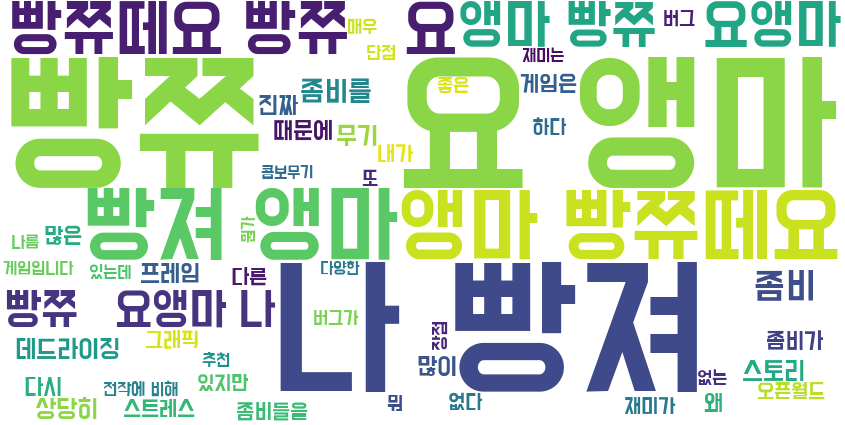 빵쮸떼요 빵쮸 매우 요 앵마 빵쮸 버그 요앵마
단점 재미는
빵쮸 요 앵마
진짜 좀비를 좋은 게임은
때문에 무기 내가 하다
콤보무기 또
빵져 앵마 앵마 빵쮸떼요
나름 많은 뭔가
게임입니다 있는데 프레임 다른 다양한
나 빵져
빵쮸 요앵마 나 버그가 좀비
데드라이징 그래픽 장점 좀비가
추천 많이 없는 스토리
다시 전작에 비해 있지만 오픈월드
상당히 스트레스 좀비들을 뭐 없다 재미가 왜